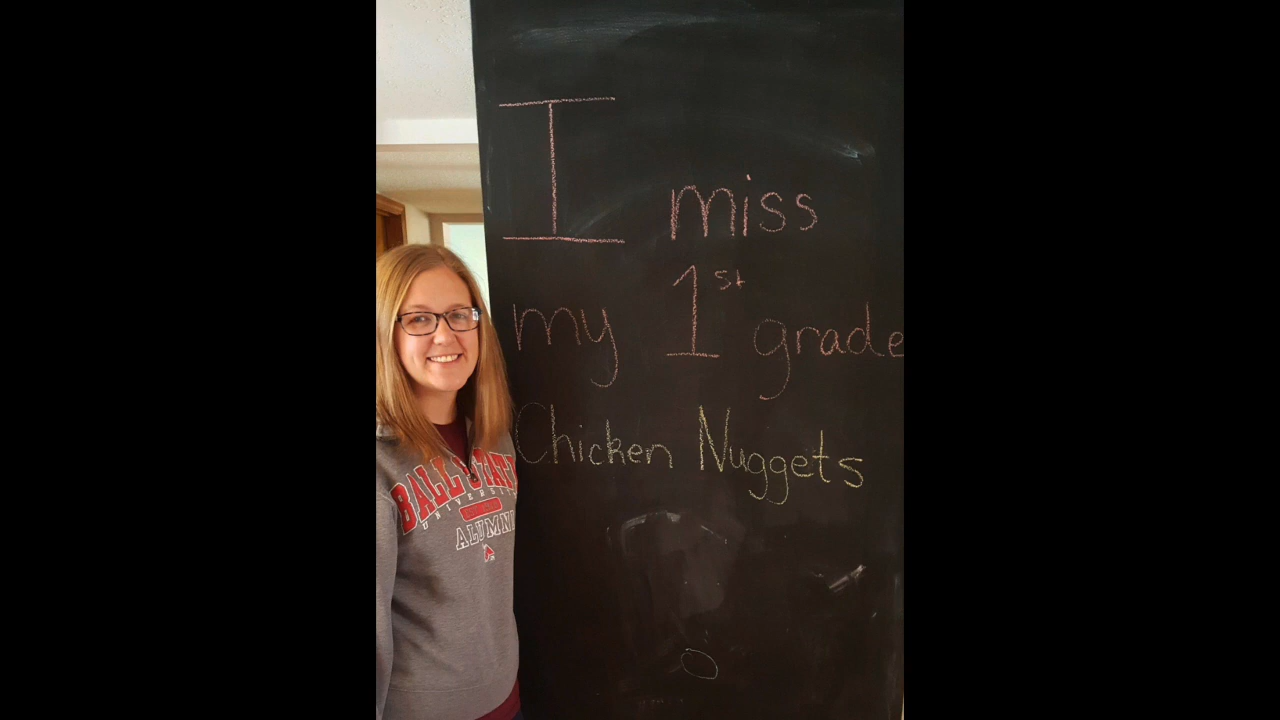 I miss
my 1st grade
Chicken Nuggets
BALL STATE
UNIVERSITY
ALUMNI